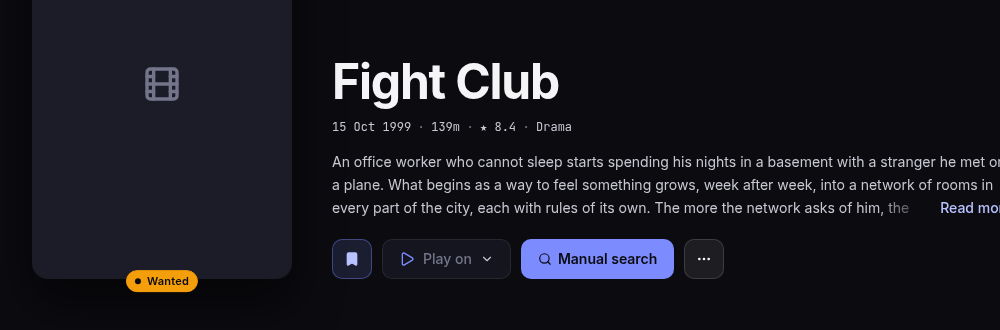 Fight Club
15 Oct 1999 · 139m · ★ 8.4 · Drama
An office worker who cannot sleep starts spending his nights in a basement with a stranger he met
a plane. What begins as a way to feel something grows, week after week, into a network of rooms in
every part of the city, each with rules of its own. The more the network asks of him, the Read
Play on Manual search
Wanted